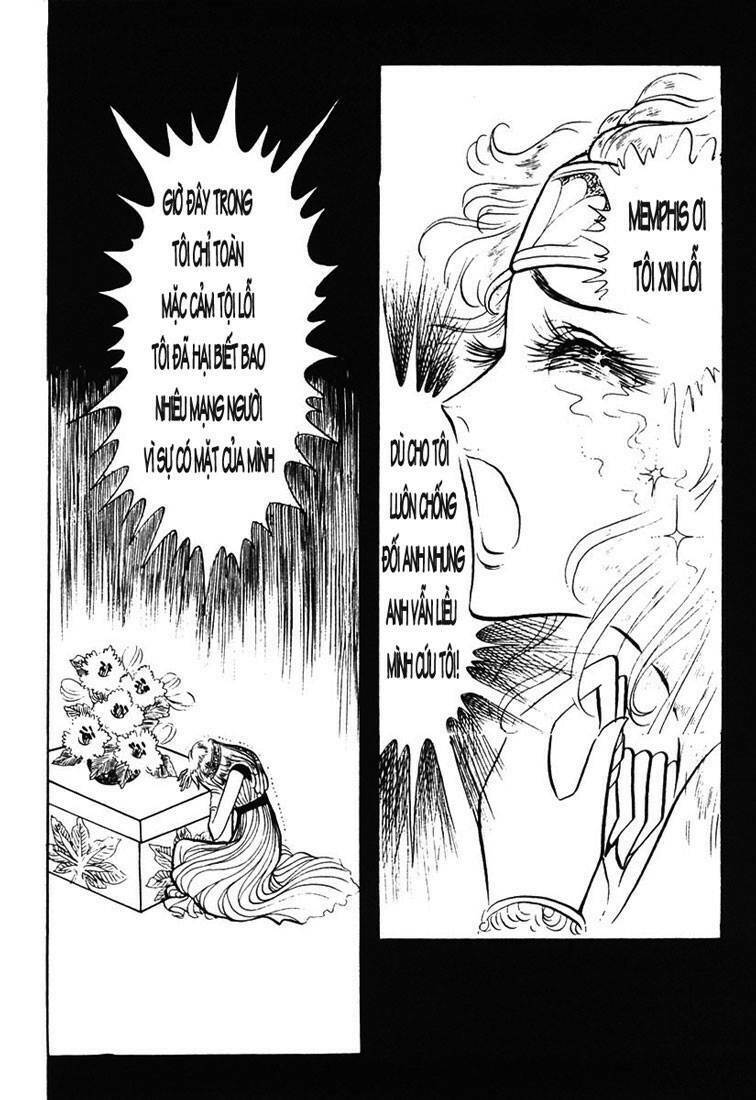 MEMPHIS ƠI
TÔI XIN LỖI
DÙ CHO TÔI
LUÔN CHỐNG
ĐỐI ANH NHƯNG
ANH VẪN LIỀU
MÌNH CỨU TÔI!
GIỜ ĐÂY TRONG
TÔI CHỈ TOÀN
MẶC CẢM TỘI LỖI
TÔI ĐÃ HẠI BIẾT BAO
NHIÊU MẠNG NGƯỜI
VÌ SỰ CÓ MẶT CỦA MÌNH